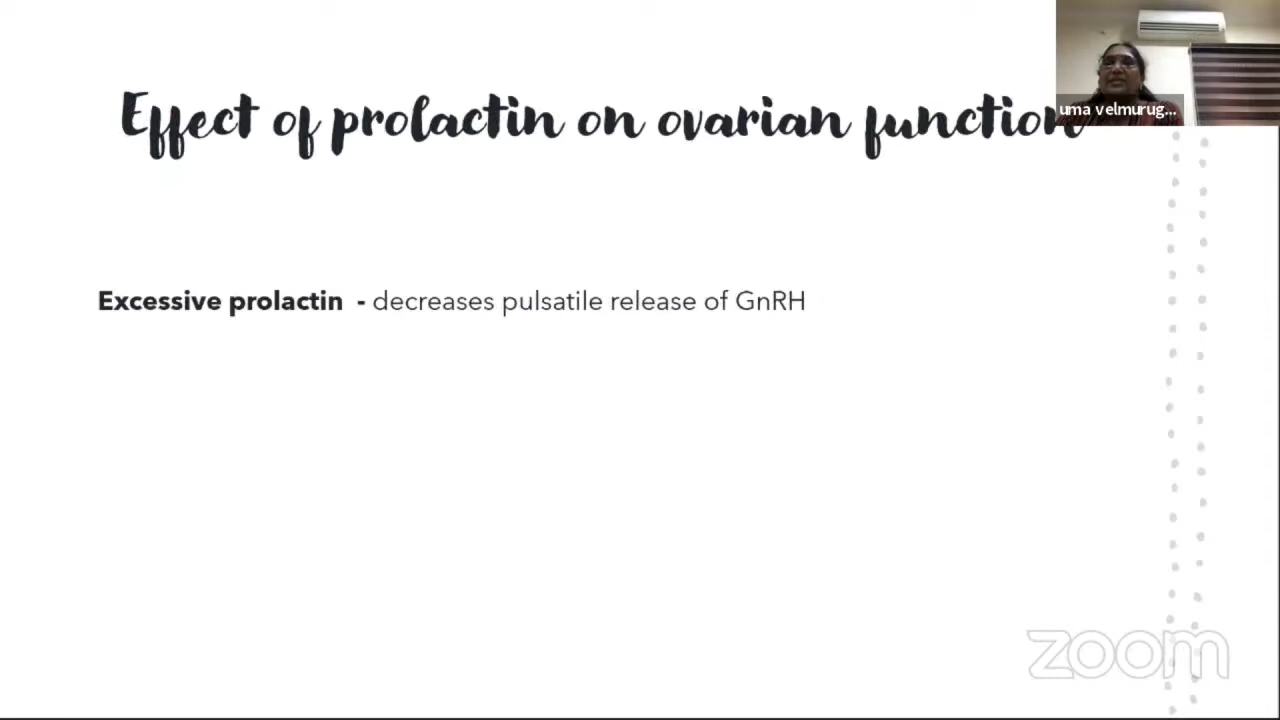 Effect of prolactin on ovarian function
uma velmurug...
Excessive prolactin - decreases pulsatile release of GnRH
zoom